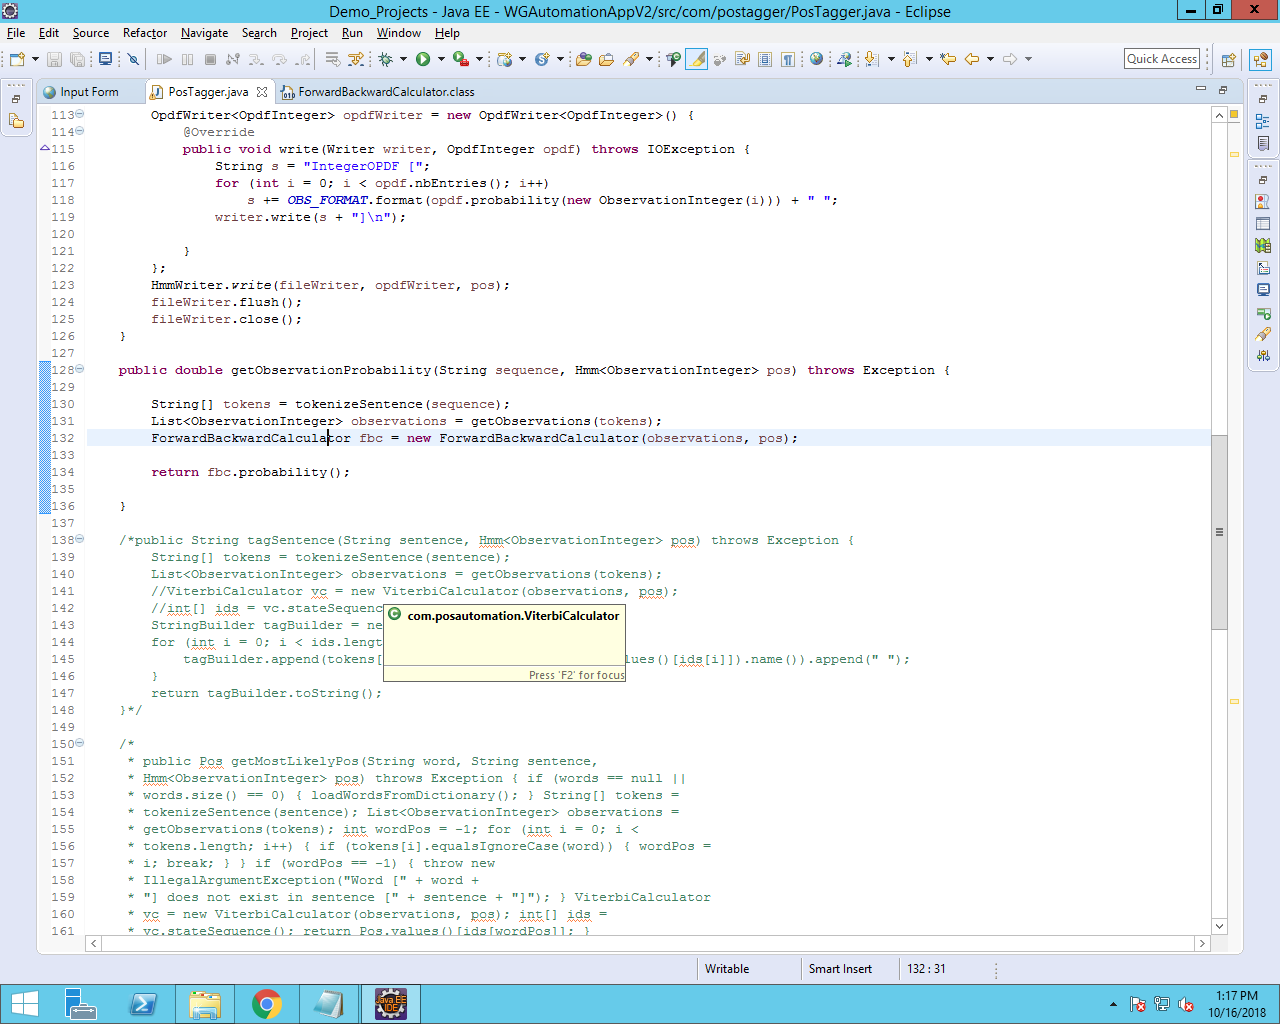 Demo_Projects - Java EE - WGAutomationAppV2/src/com/postagger/PosTagger.java - Eclipse
File Edit Source Refactor Navigate Search Project Run Window Help
Quick Access
Input Form PosTagger.java ForwardBackwardCalculator.class
113 OpdfWriter<OpdfInteger> opdfWriter = new OpdfWriter<OpdfInteger>() {
114 @Override
115 public void write(Writer writer, OpdfInteger opdf) throws IOException {
116 String s = "IntegerOPDF [";
117 for (int i = 0; i < opdf.nbEntries(); i++)
118 s += OBS_FORMAT.format(opdf.probability(new ObservationInteger(i))) + " ";
119 writer.write(s + "]\n");
120
121 }
122 };
123 HmmWriter.write(fileWriter, opdfWriter, pos);
124 fileWriter.flush();
125 fileWriter.close();
126 }
127
128 public double getObservationProbability(String sequence, Hmm<ObservationInteger> pos) throws Exception {
129
130 String[] tokens = tokenizeSentence(sequence);
131 List<ObservationInteger> observations = getObservations(tokens);
132 ForwardBackwardCalculator fbc = new ForwardBackwardCalculator(observations, pos);
133
134 return fbc.probability();
135
136 }
137
138 /*public String tagSentence(String sentence, Hmm<ObservationInteger> pos) throws Exception {
139 String[] tokens = tokenizeSentence(sentence);
140 List<ObservationInteger> observations = getObservations(tokens);
141 //ViterbiCalculator vc = new ViterbiCalculator(observations, pos);
142 //int[] ids = vc.stateSequenc
143 StringBuilder tagBuilder = ne
144 for (int i = 0; i < ids.lengt
145 tagBuilder.append(tokens[ lues()[ids[i]]).name()).append(" ");
146 }
147 return tagBuilder.toString();
148 }*/
149
150 /*
151 * public Pos getMostLikelyPos(String word, String sentence,
152 * Hmm<ObservationInteger> pos) throws Exception { if (words == null ||
153 * words.size() == 0) { loadWordsFromDictionary(); } String[] tokens =
154 * tokenizeSentence(sentence); List<ObservationInteger> observations =
155 * getObservations(tokens); int wordPos = -1; for (int i = 0; i <
156 * tokens.length; i++) { if (tokens[i].equalsIgnoreCase(word)) { wordPos =
157 * i; break; } } if (wordPos == -1) { throw new
158 * IllegalArgumentException("Word [" + word +
159 * "] does not exist in sentence [" + sentence + "]"); } ViterbiCalculator
160 * vc = new ViterbiCalculator(observations, pos); int[] ids =
161 * vc.stateSequence(); return Pos.values()[ids[wordPos]]; }
com.posautomation.ViterbiCalculator
Press 'F2' for focus
Writable Smart Insert 132 : 31
Java EE
IDE
1:17 PM
10/16/2018